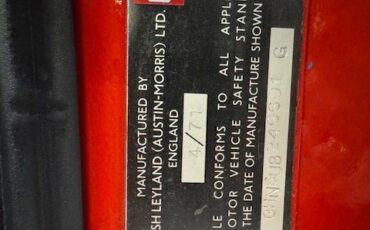 MANUFACTURED BY
SH LEYLAND (AUSTIN-MORRIS) LTD.
ENGLAND
4/71
LE CONFORMS TO ALL APPL
OTOR VEHICLE SAFETY STAN
THE DATE OF MANUFACTURE SHOWN
G